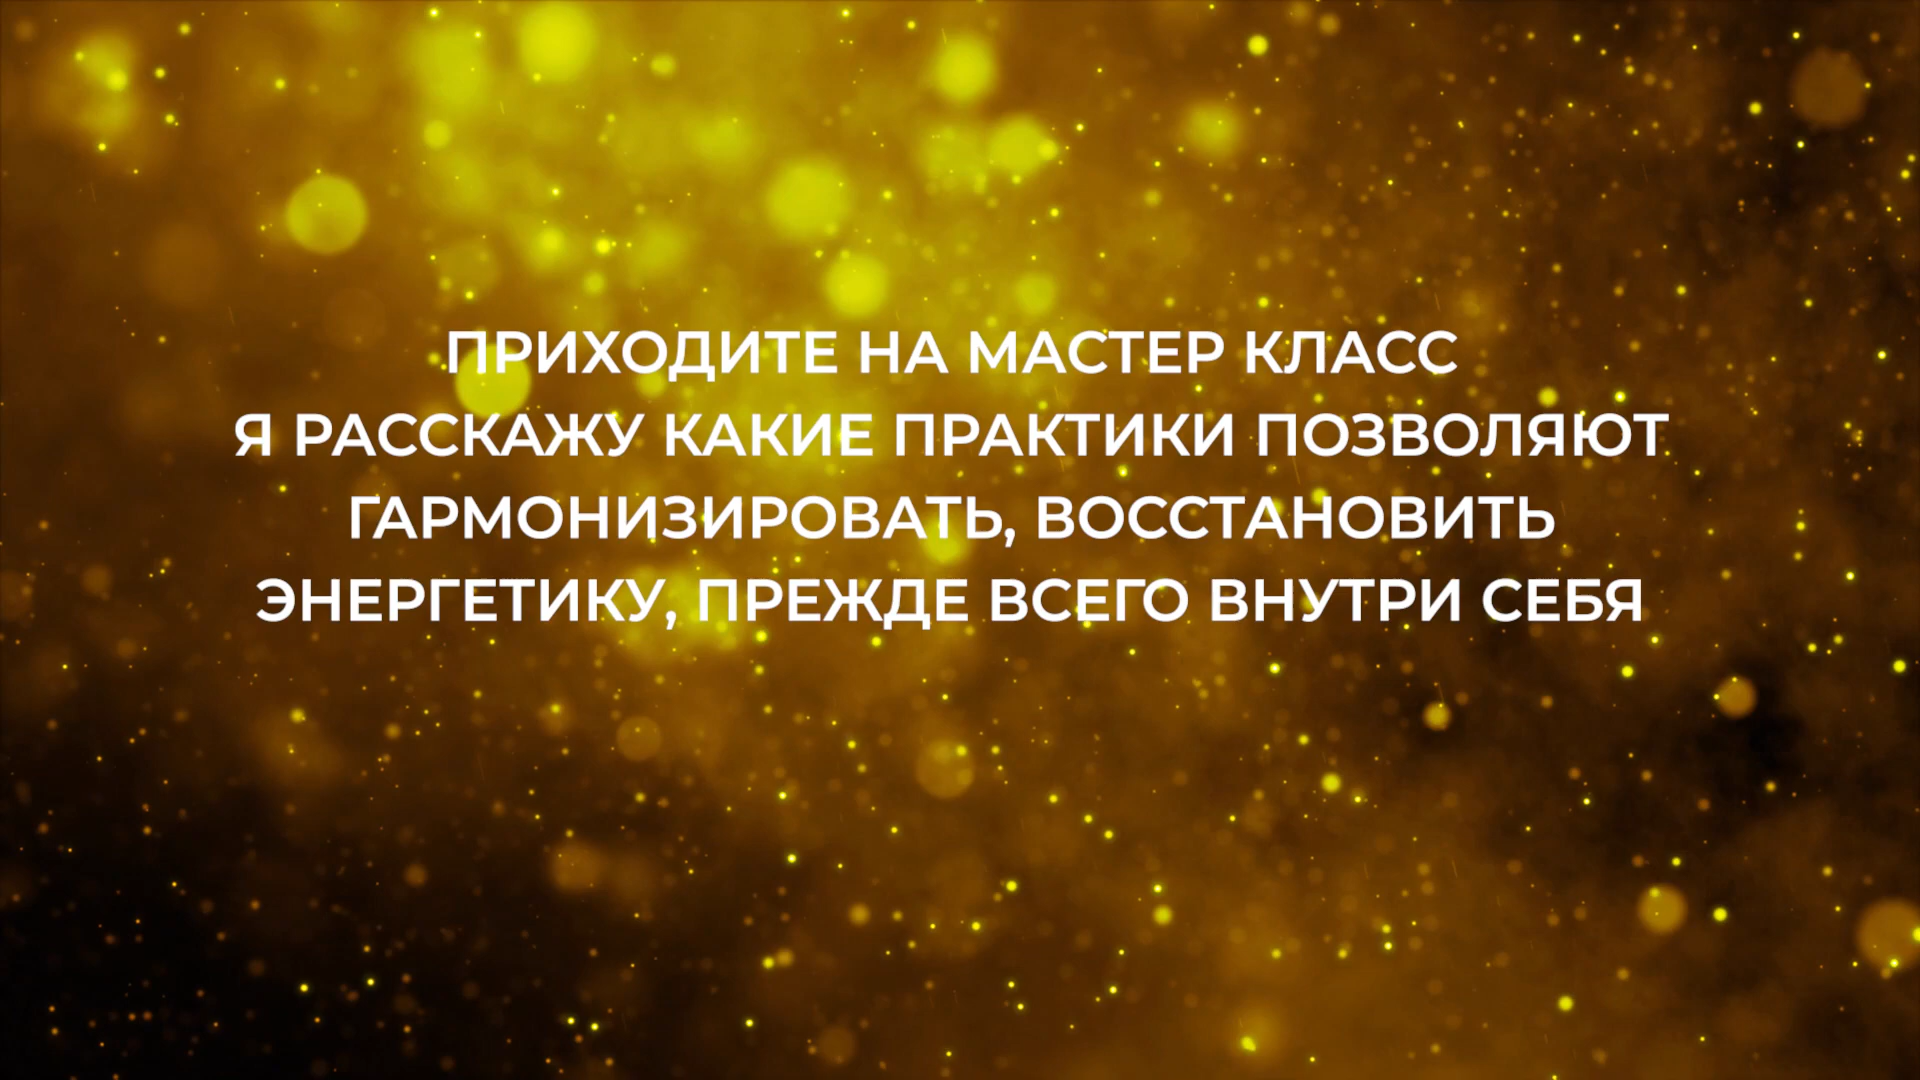 ПРИХОДИТЕ НА МАСТЕР КЛАСС
Я РАССКАЖУ КАКИЕ ПРАКТИКИ ПОЗВОЛЯЮТ
ГАРМОНИЗИРОВАТЬ, ВОССТАНОВИТЬ
ЭНЕРГЕТИКУ, ПРЕЖДЕ ВСЕГО ВНУТРИ СЕБЯ